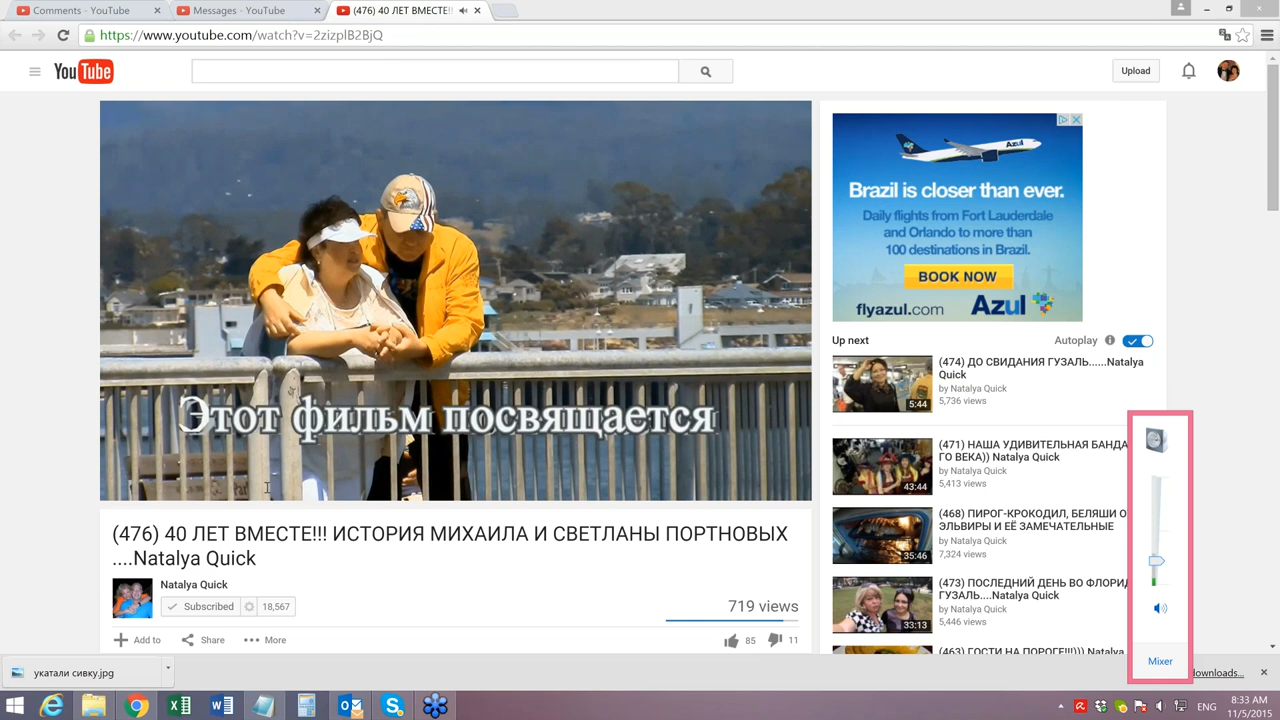 Comments - YouTube
Messages - YouTube
(476) 40 ЛЕТ ВМЕСТЕ!!
https://www.youtube.com/watch?v=2zizplB2BjQ
YouTube
Upload
Этот фильм посвящается
Brazil is closer than ever.
Daily flights from Fort Lauderdale
and Orlando to more than
100 destinations in Brazil.
BOOK NOW
flyazul.com
Azul
Up next
Autoplay
(474) ДО СВИДАНИЯ ГУЗАЛЬ......Natalya
Quick
by Natalya Quick
5,736 views
5:44
(471) НАША УДИВИТЕЛЬНАЯ БАНДА
ГО ВЕКА)) Natalya Quick
by Natalya Quick
5,413 views
43:44
(468) ПИРОГ-КРОКОДИЛ, БЕЛЯШИ О
ЭЛЬВИРЫ И ЕЁ ЗАМЕЧАТЕЛЬНЫЕ
by Natalya Quick
7,324 views
35:46
(473) ПОСЛЕДНИЙ ДЕНЬ ВО ФЛОРИД
ГУЗАЛЬ....Natalya Quick
by Natalya Quick
5,446 views
33:13
(463) ГОСТИ НА ПОРОГЕ!!!))) Natalya
(476) 40 ЛЕТ ВМЕСТЕ!!! ИСТОРИЯ МИХАИЛА И СВЕТЛАНЫ ПОРТНОВЫХ
....Natalya Quick
Natalya Quick
Subscribed
18,567
719 views
Add to
Share
More
85
11
Mixer
укатали сивку.jpg
downloads...
ENG
8:33 AM
11/5/2015